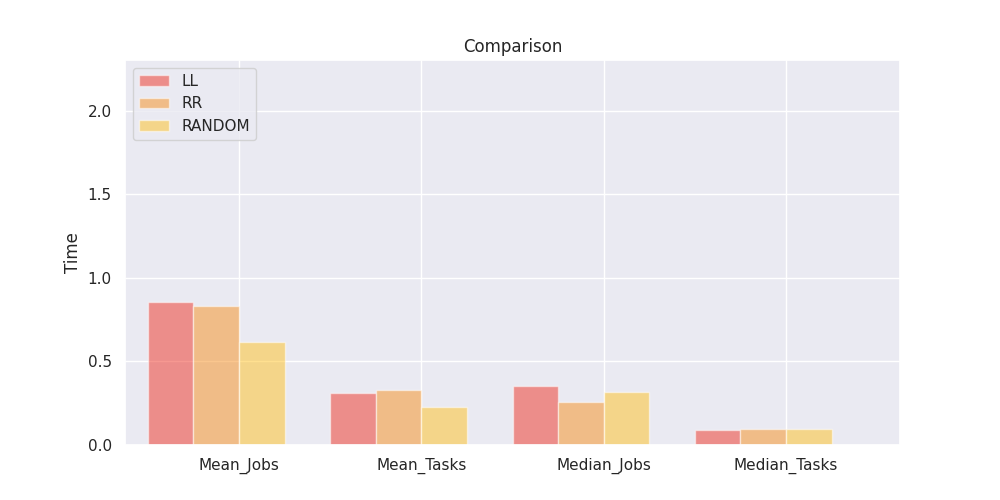 Comparison
LL
RR
RANDOM
2.0
1.5
1.0
0.5
0.0
Time
Mean_Jobs
Mean_Tasks
Median_Jobs
Median_Tasks